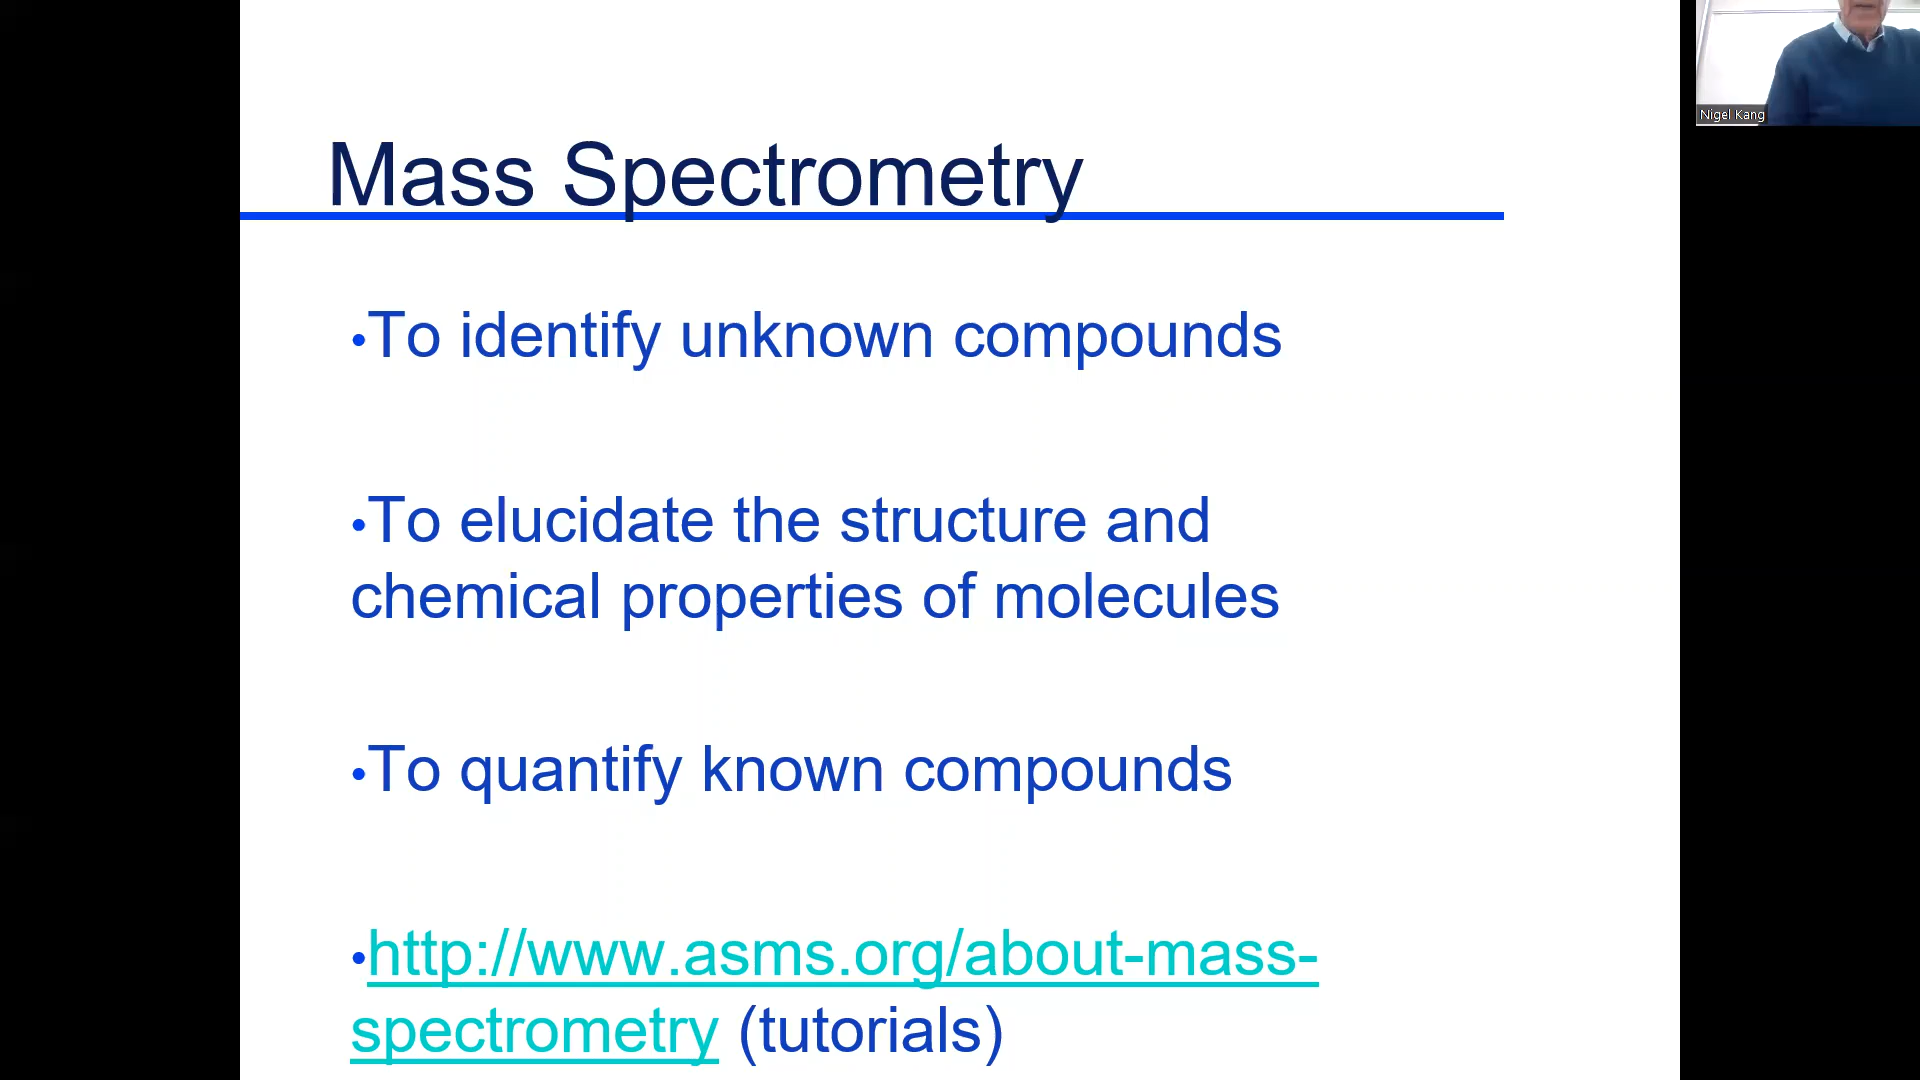 Mass Spectrometry
•To identify unknown compounds
•To elucidate the structure and
chemical properties of molecules
•To quantify known compounds
•http://www.asms.org/about-mass-
spectrometry (tutorials)
Nigel Kang